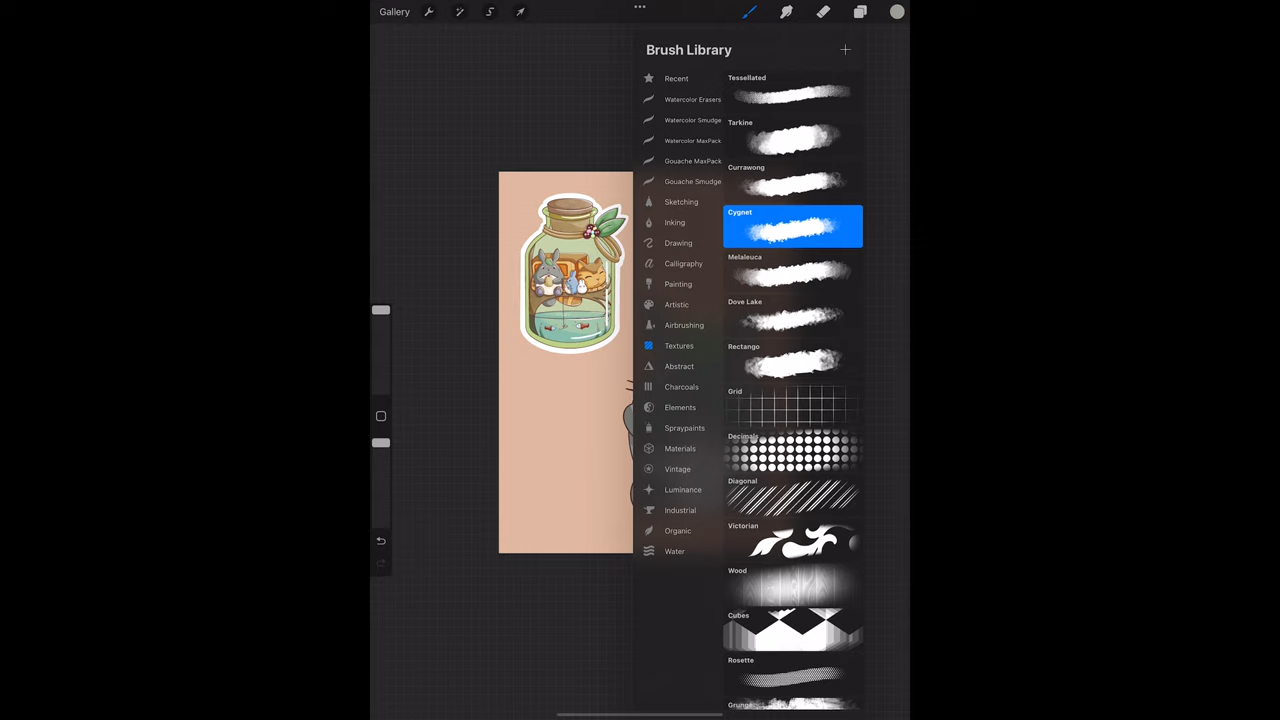 Gallery
Brush Library
Recent
Watercolor Erasers
Watercolor Smudge
Watercolor MaxPack
Gouache MaxPack
Gouache Smudge
Sketching
Inking
Drawing
Calligraphy
Painting
Artistic
Airbrushing
Textures
Abstract
Charcoals
Elements
Spraypaints
Materials
Vintage
Luminance
Industrial
Organic
Water
Tessellated
Tarkine
Currawong
Cygnet
Melaleuca
Dove Lake
Rectango
Grid
Decimals
Diagonal
Victorian
Wood
Cubes
Rosette
Grunge